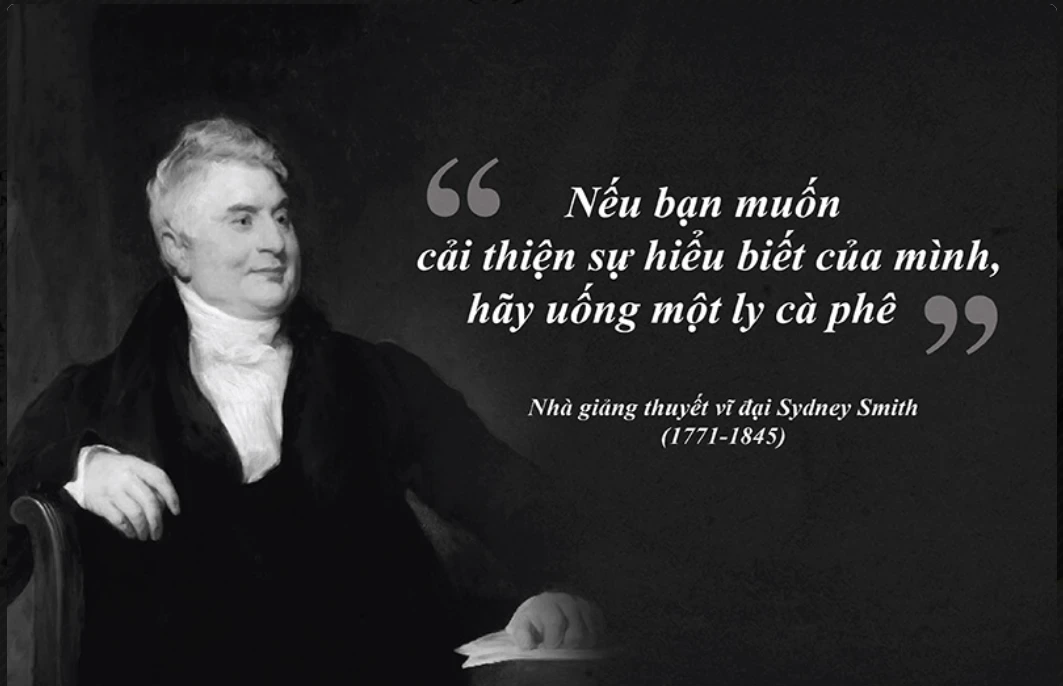 “ Nếu bạn muốn
cải thiện sự hiểu biết của mình,
hãy uống một ly cà phê ”
Nhà giảng thuyết vĩ đại Sydney Smith
(1771-1845)